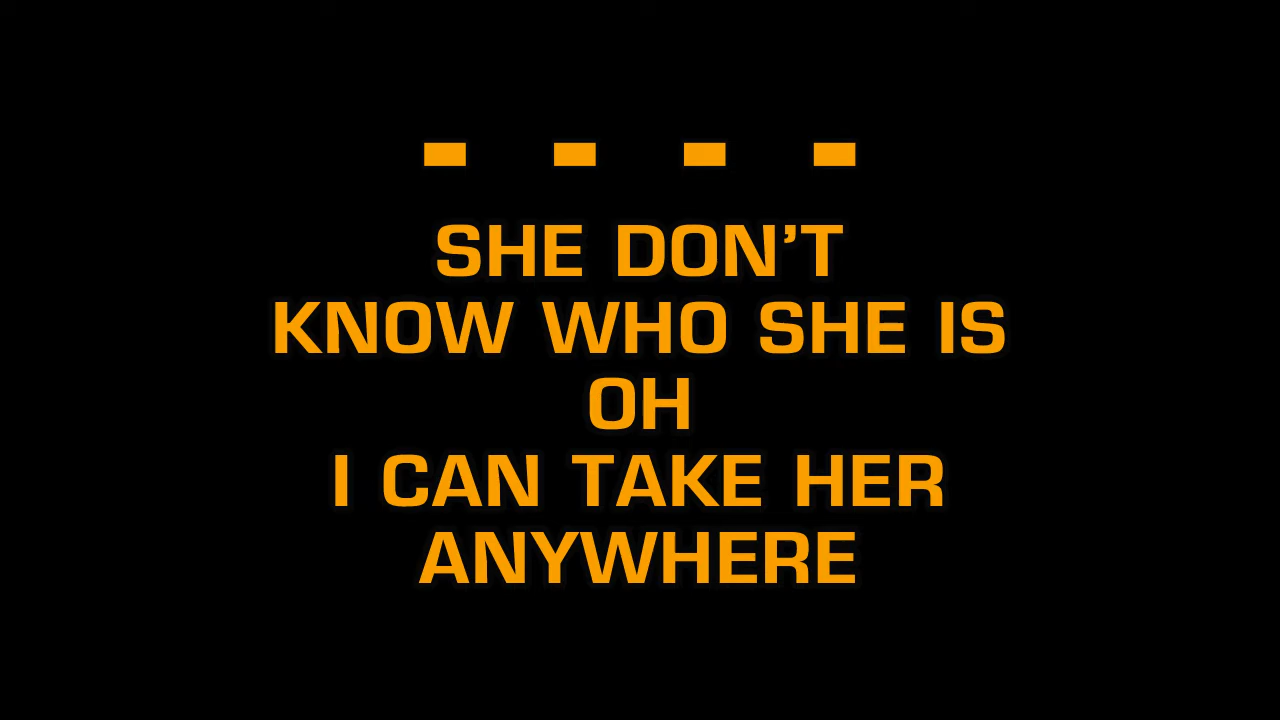 - - - -
SHE DON’T
KNOW WHO SHE IS
OH
I CAN TAKE HER
ANYWHERE